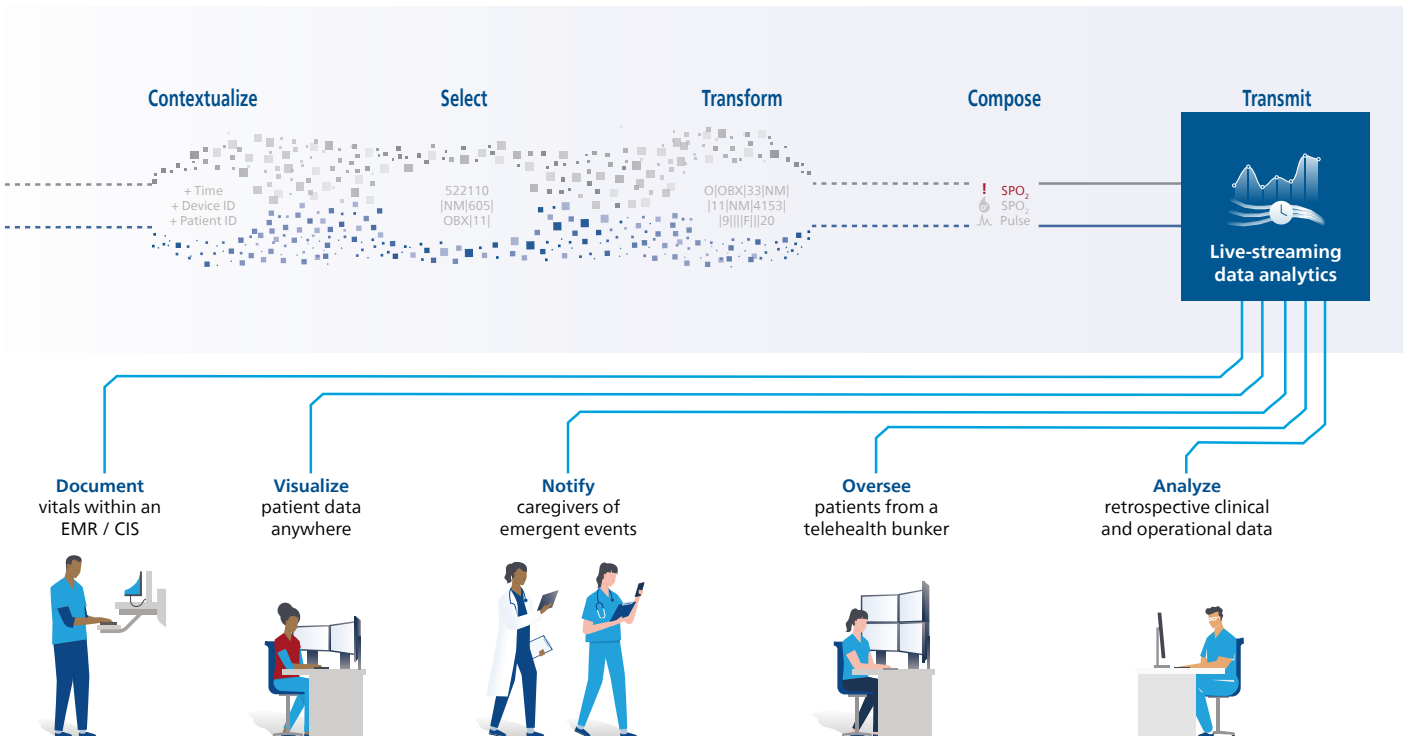 Contextualize
Select
Transform
Compose
Transmit
+ Time
+ Device ID
+ Patient ID
522110
|NM|605|
OBX|11|
O|OBX|33|NM|
|11|NM|4153|
|9||||F|||20
! SPO₂
SPO₂
Pulse
Live-streaming
data analytics
Document
vitals within an
EMR / CIS
Visualize
patient data
anywhere
Notify
caregivers of
emergent events
Oversee
patients from a
telehealth bunker
Analyze
retrospective clinical
and operational data